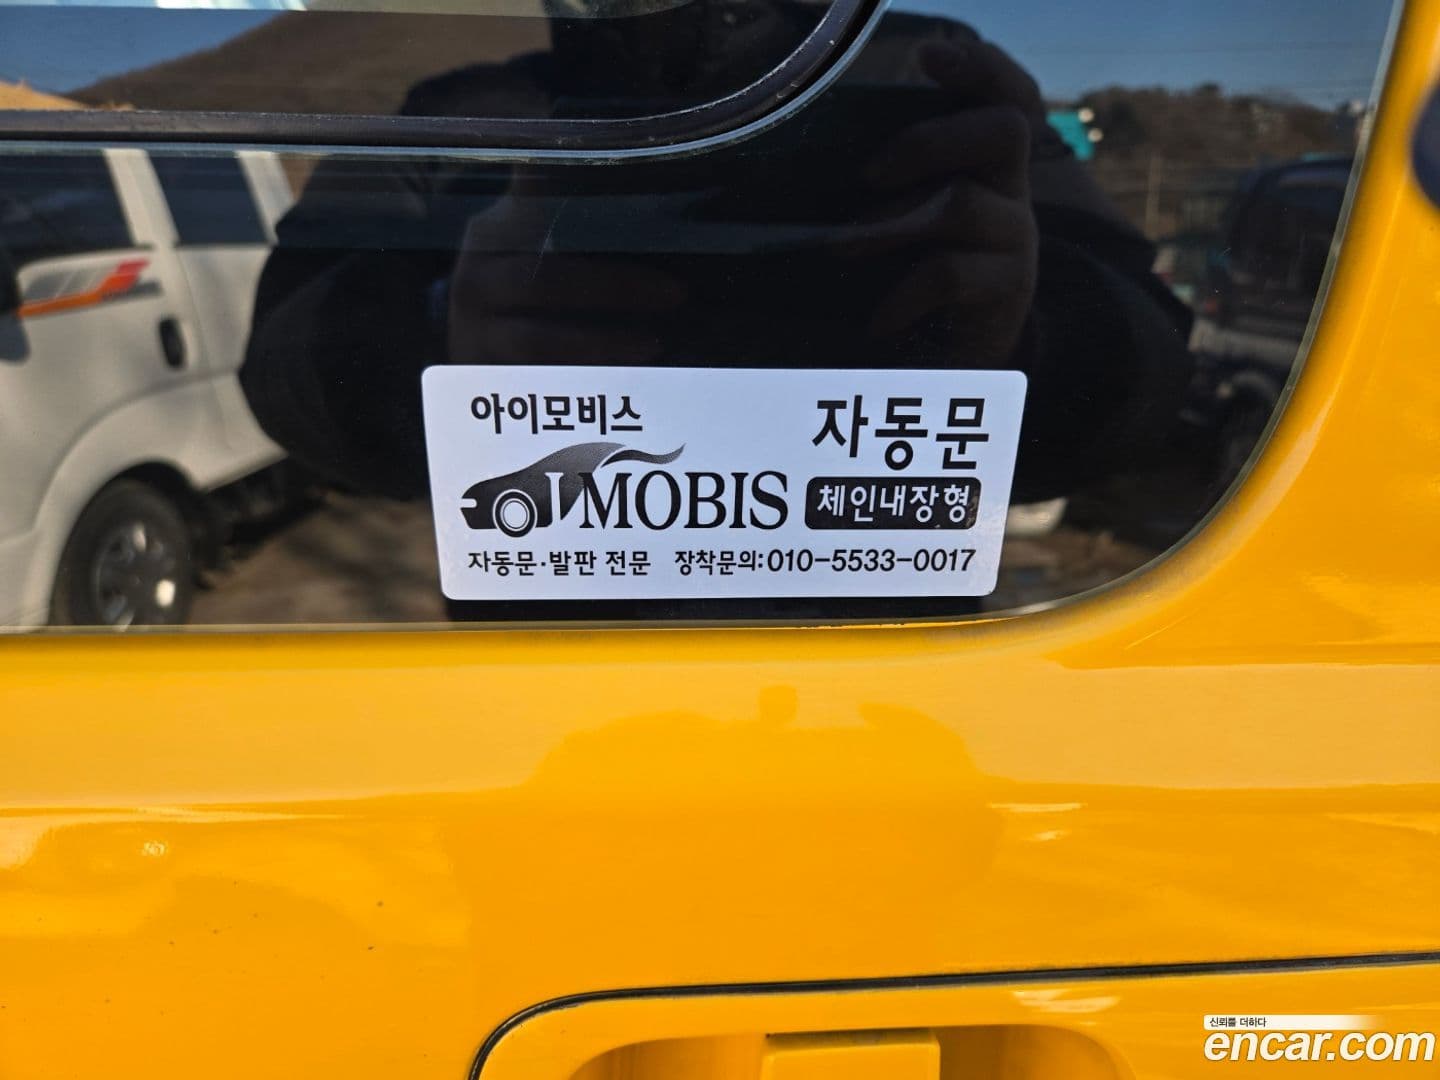 아이모비스
자동문
IMOBIS
체인내장형
자동문·발판 전문 장착문의:010-5533-0017
신뢰를 더하다
encar.com